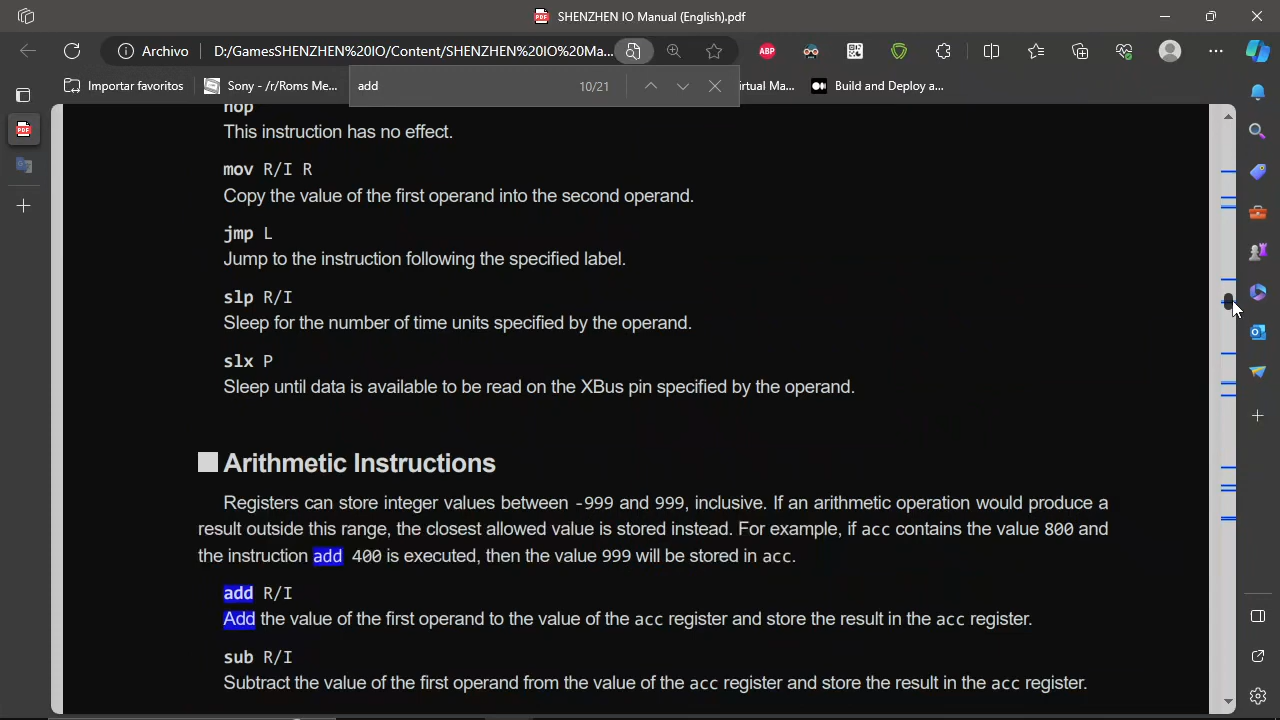 SHENZHEN IO Manual (English).pdf
Archivo
D:/GamesSHENZHEN%20IO/Content/SHENZHEN%20IO%20Ma...
ABP
Importar favoritos
Sony - /r/Roms Me...
add
10/21
irtual Ma...
Build and Deploy a...
nop
This instruction has no effect.
mov R/I R
Copy the value of the first operand into the second operand.
jmp L
Jump to the instruction following the specified label.
slp R/I
Sleep for the number of time units specified by the operand.
slx P
Sleep until data is available to be read on the XBus pin specified by the operand.
Arithmetic Instructions
Registers can store integer values between -999 and 999, inclusive. If an arithmetic operation would produce a
result outside this range, the closest allowed value is stored instead. For example, if acc contains the value 800 and
the instruction add 400 is executed, then the value 999 will be stored in acc.
add R/I
Add the value of the first operand to the value of the acc register and store the result in the acc register.
sub R/I
Subtract the value of the first operand from the value of the acc register and store the result in the acc register.